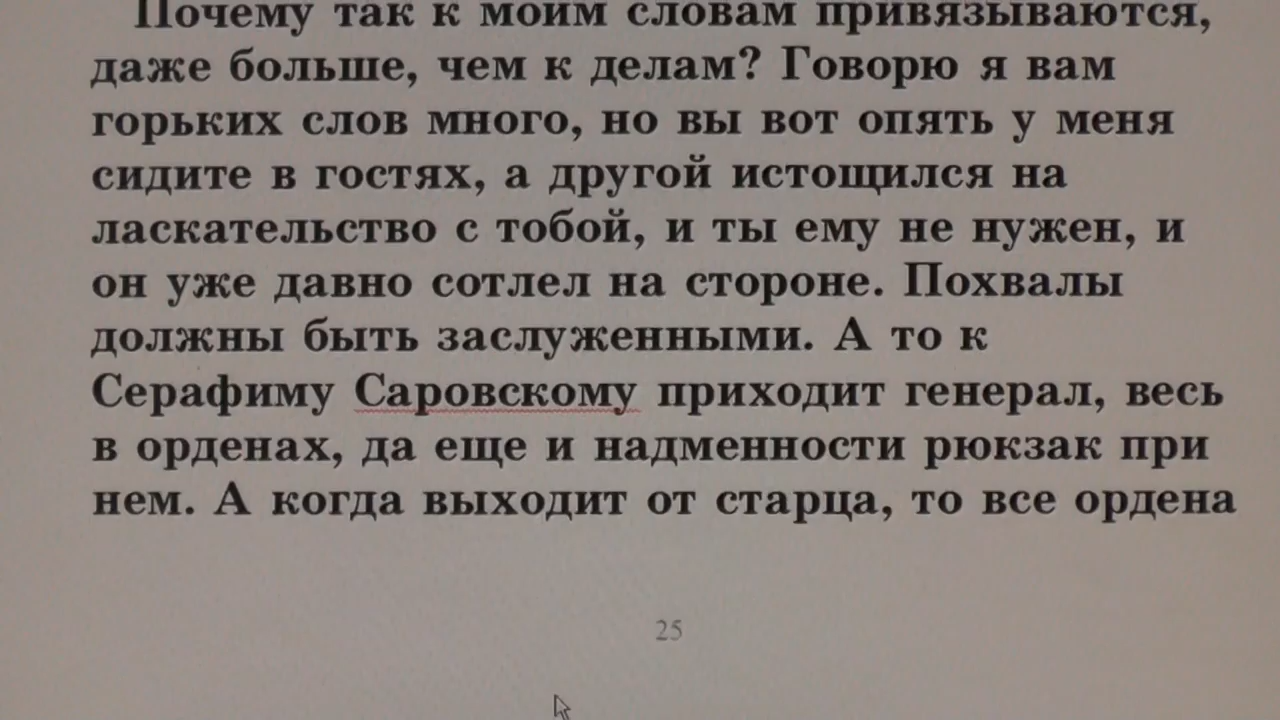 Почему так к моим словам привязываются,
даже больше, чем к делам? Говорю я вам
горьких слов много, но вы вот опять у меня
сидите в гостях, а другой истощился на
ласкательство с тобой, и ты ему не нужен, и
он уже давно сотлел на стороне. Похвалы
должны быть заслуженными. А то к
Серафиму Саровскому приходит генерал, весь
в орденах, да еще и надменности рюкзак при
нем. А когда выходит от старца, то все ордена
25